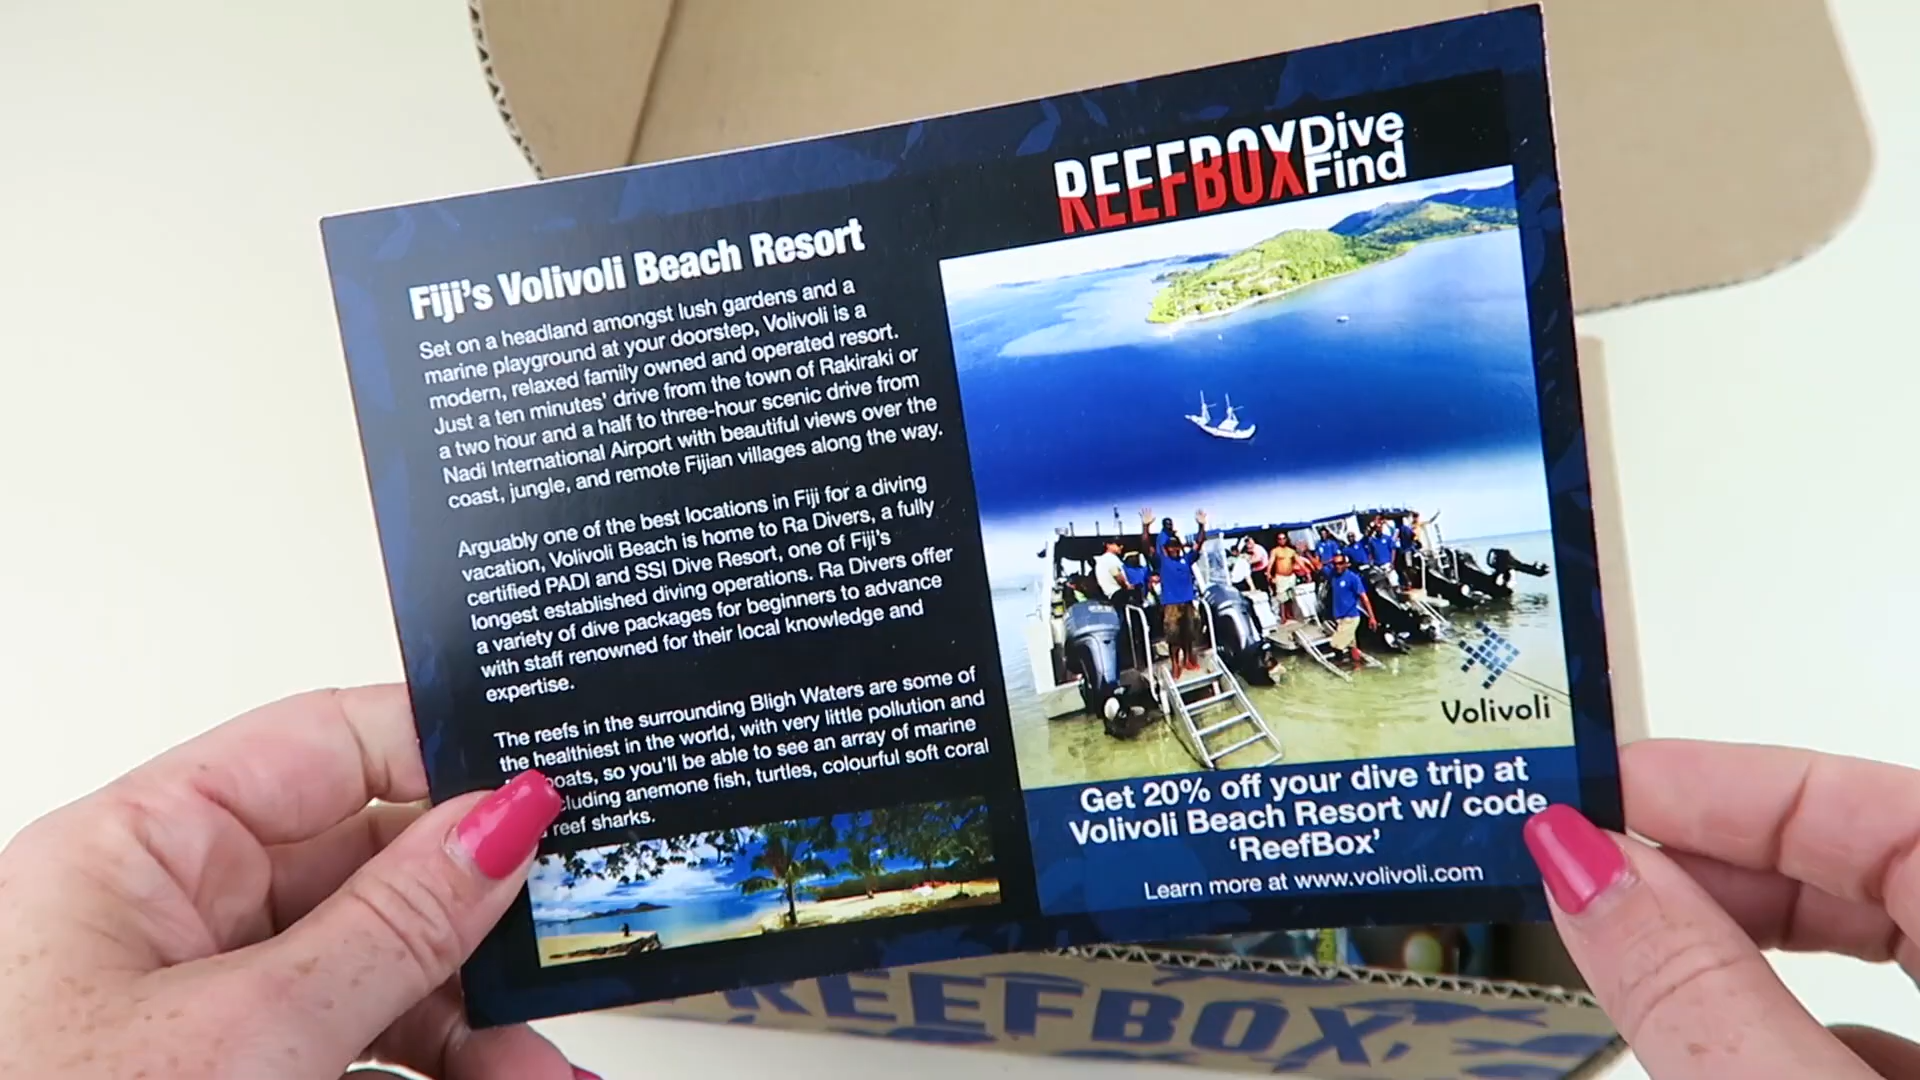 Fiji's Volivoli Beach Resort
Set on a headland amongst lush gardens and a
marine playground at your doorstep, Volivoli is a
modern, relaxed family owned and operated resort.
Just a ten minutes' drive from the town of Rakiraki or
a two hour and a half to three-hour scenic drive from
Nadi International Airport with beautiful views over the
coast, jungle, and remote Fijian villages along the way.
Arguably one of the best locations in Fiji for a diving
vacation, Volivoli Beach is home to Ra Divers, a fully
certified PADI and SSI Dive Resort, one of Fiji's
longest established diving operations. Ra Divers offer
a variety of dive packages for beginners to advance
with staff renowned for their local knowledge and
expertise.
The reefs in the surrounding Bligh Waters are some of
the healthiest in the world, with very little pollution and
boats, so you'll be able to see an array of marine
cluding anemone fish, turtles, colourful soft coral
reef sharks.
REEFBOX Dive
Find
Volivoli
Get 20% off your dive trip at
Volivoli Beach Resort w/ code
'ReefBox'
Learn more at www.volivoli.com
REEFBOX